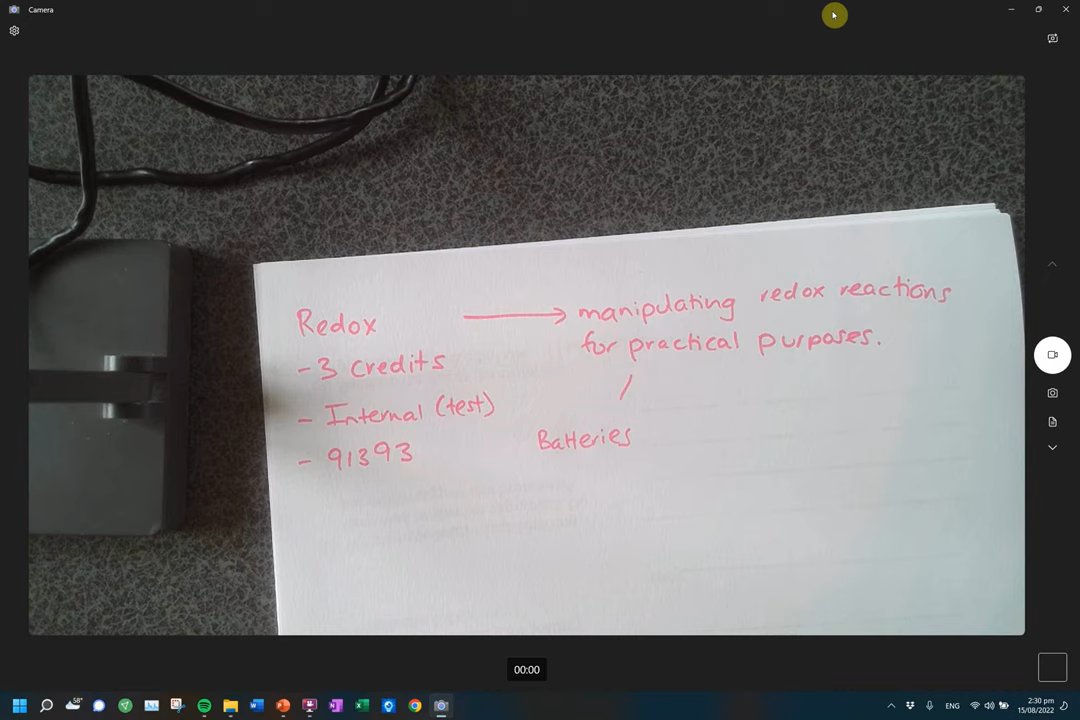 Camera
Redox → manipulating redox reactions
for practical purposes.
- 3 credits
- Internal (test)
- 91393
Batteries
00:00
58°
ENG
2:30 pm
15/08/2022